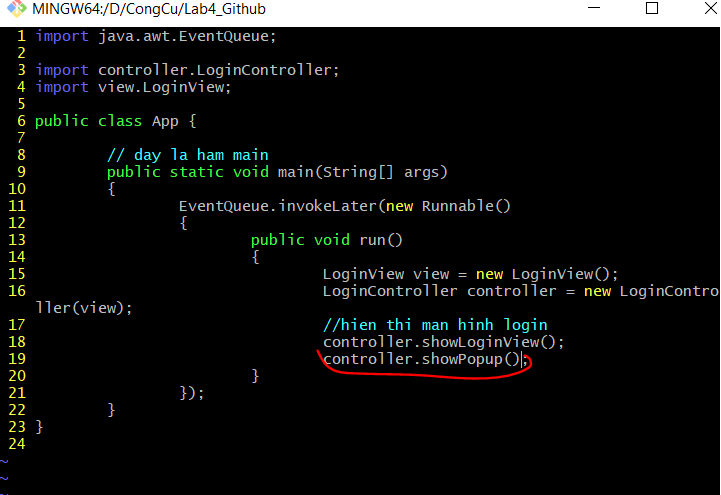 MINGW64:/D/CongCu/Lab4_Github
1 import java.awt.EventQueue;
2
3 import controller.LoginController;
4 import view.LoginView;
5
6 public class App {
7
8 // day la ham main
9 public static void main(String[] args)
10 {
11 EventQueue.invokeLater(new Runnable()
12 {
13 public void run()
14 {
15 LoginView view = new LoginView();
16 LoginController controller = new LoginContro
ller(view);
17 //hien thi man hinh login
18 controller.showLoginView();
19 controller.showPopup();
20 }
21 });
22 }
23 }
24
~
~